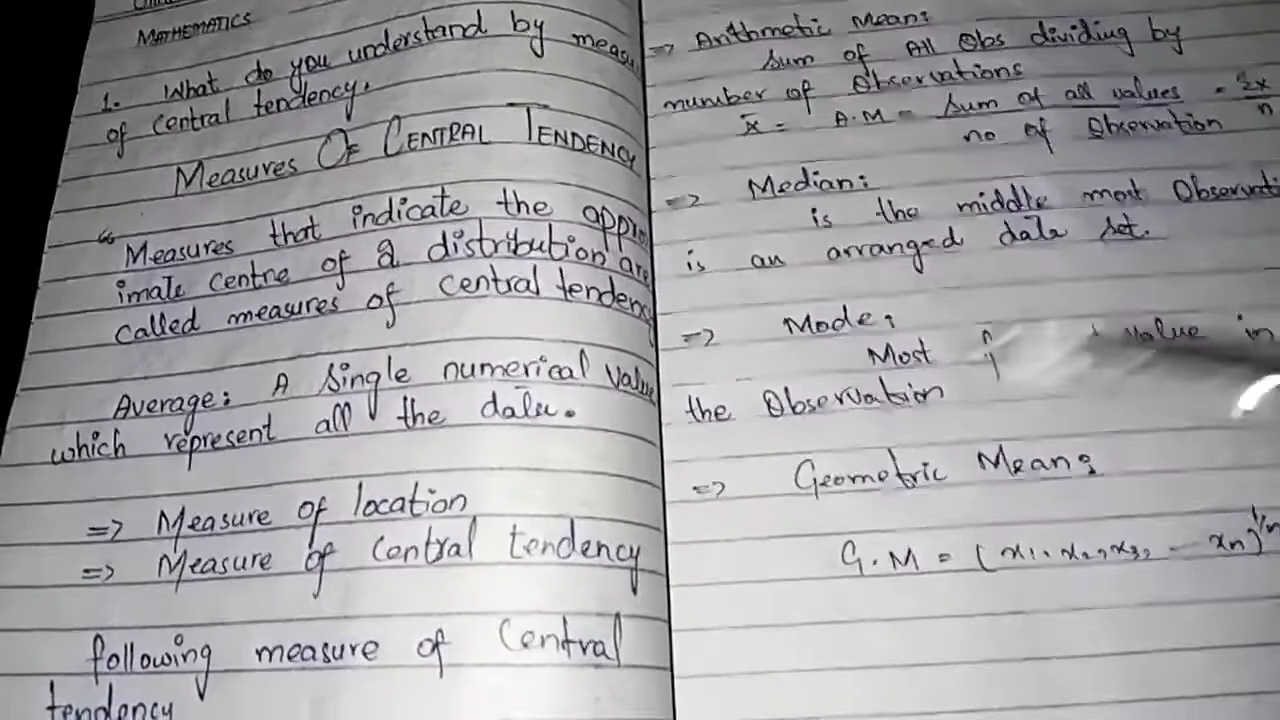 MATHEMATICS
1. What do you understand by
of central tendency.
MEASURES OF CENTRAL TENDENCY
" Measures that indicate the appro
imate centre of a distribution are
called measures of central tendency
Average: A single numerical value
which represent all the data.
=> Measure of location
=> Measure of central tendency
following measure of central
tendency
=> Arithmetic Mean:
Sum of All Obs dividing by
number of Observations
x̄ = A.M = Sum of all values = Σx
no of Observation n
=> Median:
is the middle most
is an arranged data set.
=> Mode:
Most value in
the Observation
=> Geometric Mean:
G.M = (x1, x2, x3, - xn)^1/n